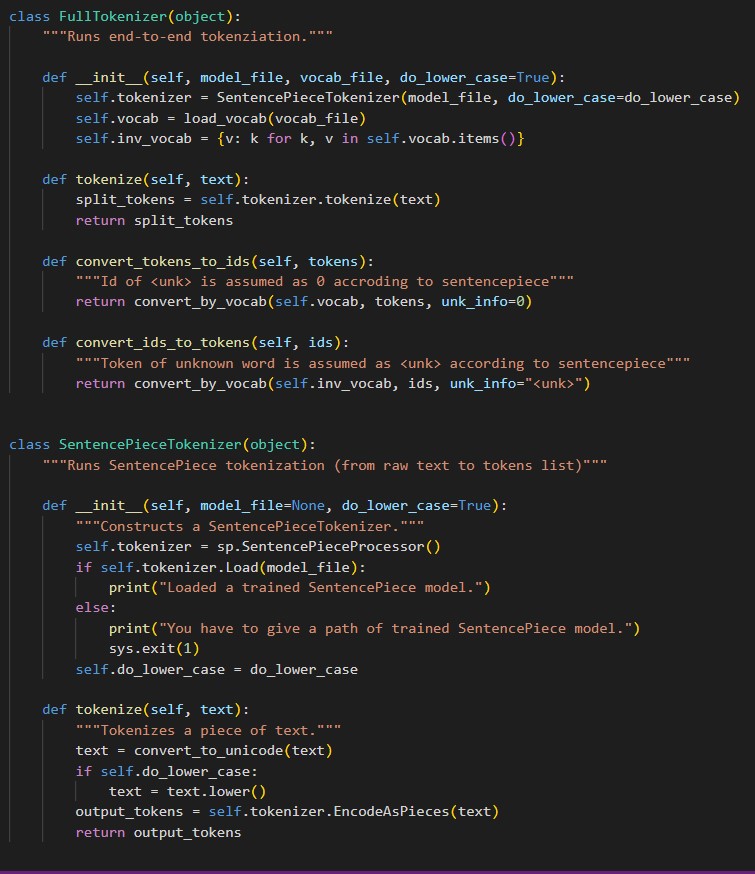 class FullTokenizer(object):
    """Runs end-to-end tokenziation."""

    def __init__(self, model_file, vocab_file, do_lower_case=True):
        self.tokenizer = SentencePieceTokenizer(model_file, do_lower_case=do_lower_case)
        self.vocab = load_vocab(vocab_file)
        self.inv_vocab = {v: k for k, v in self.vocab.items()}

    def tokenize(self, text):
        split_tokens = self.tokenizer.tokenize(text)
        return split_tokens

    def convert_tokens_to_ids(self, tokens):
        """Id of <unk> is assumed as 0 accroding to sentencepiece"""
        return convert_by_vocab(self.vocab, tokens, unk_info=0)

    def convert_ids_to_tokens(self, ids):
        """Token of unknown word is assumed as <unk> according to sentencepiece"""
        return convert_by_vocab(self.inv_vocab, ids, unk_info="<unk>")


class SentencePieceTokenizer(object):
    """Runs SentencePiece tokenization (from raw text to tokens list)"""

    def __init__(self, model_file=None, do_lower_case=True):
        """Constructs a SentencePieceTokenizer."""
        self.tokenizer = sp.SentencePieceProcessor()
        if self.tokenizer.Load(model_file):
            print("Loaded a trained SentencePiece model.")
        else:
            print("You have to give a path of trained SentencePiece model.")
            sys.exit(1)
        self.do_lower_case = do_lower_case

    def tokenize(self, text):
        """Tokenizes a piece of text."""
        text = convert_to_unicode(text)
        if self.do_lower_case:
            text = text.lower()
        output_tokens = self.tokenizer.EncodeAsPieces(text)
        return output_tokens